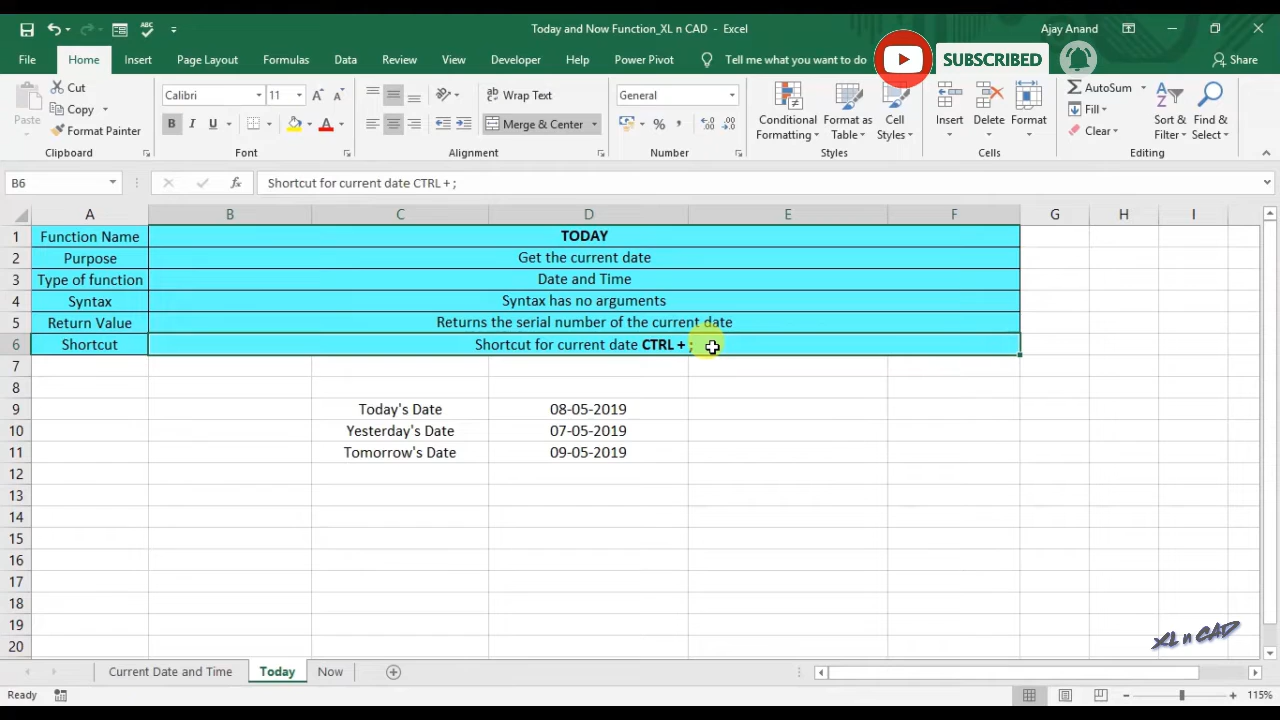 Today and Now Function_XL n CAD - Excel
Ajay Anand
File Home Insert Page Layout Formulas Data Review View Developer Help Power Pivot Tell me what you want to do SUBSCRIBED Share
Paste
Cut
Copy
Format Painter
Clipboard
Calibri 11
B I U
Font
Wrap Text
Merge & Center
Alignment
General
Number
Conditional Formatting
Format as Table
Cell Styles
Styles
Insert Delete Format
Cells
AutoSum
Fill
Clear
Sort & Filter
Find & Select
Editing
B6 fx Shortcut for current date CTRL + ;
A B C D E F G H I
1 Function Name TODAY
2 Purpose Get the current date
3 Type of function Date and Time
4 Syntax Syntax has no arguments
5 Return Value Returns the serial number of the current date
6 Shortcut Shortcut for current date CTRL + ;
7
8
9 Today's Date 08-05-2019
10 Yesterday's Date 07-05-2019
11 Tomorrow's Date 09-05-2019
12
13
14
15
16
17
18
19
20
XL n CAD
Current Date and Time Today Now
Ready 115%